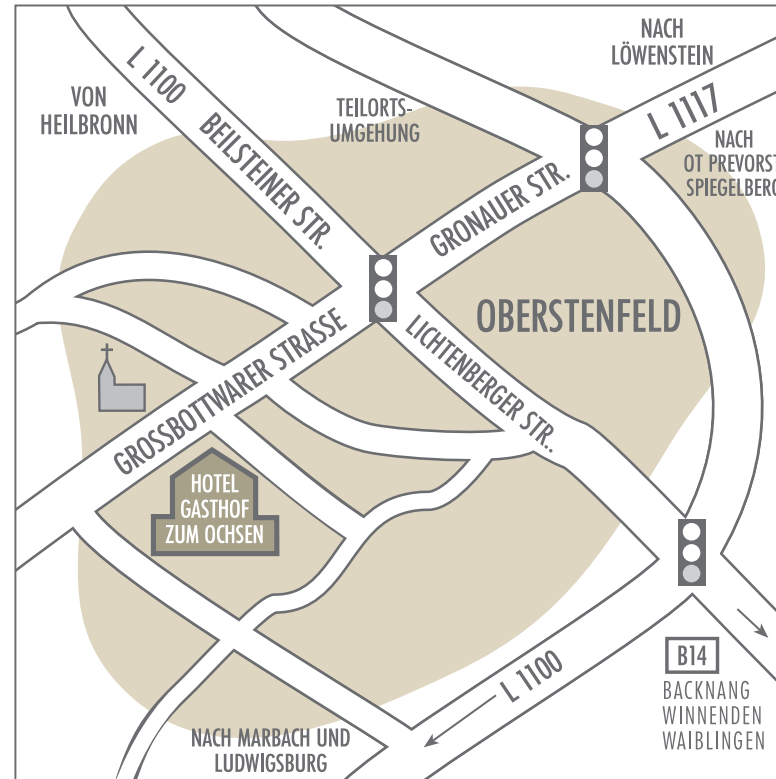 NACH
LÖWENSTEIN
L 1100 BEILSTEINER STR.
VON
HEILBRONN
TEILORTS-
UMGEHUNG
L 1117
NACH
OT PREVORST
SPIEGELBERG
GRONAUER STR.
OBERSTENFELD
GROSSBOTTWARER STRASSE
LICHTENBERGER STR..
HOTEL
GASTHOF
ZUM OCHSEN
L 1100
B14
BACKNANG
WINNENDEN
WAIBLINGEN
NACH MARBACH UND
LUDWIGSBURG